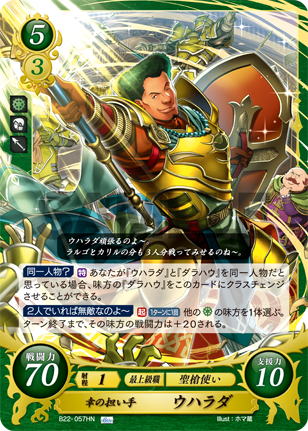 5
3
ウハラダ頑張るのよ~
ラルゴとカリルの分も3人分戦ってみせるのね~。
同一人物? 特 あなたが『ウハラダ』と『ダラハウ』を同一人物だと
思っている場合、味方の『ダラハウ』をこのカードにクラスチェンジ
させることができる。
2人でいれば無敵なのよ~ 起 1ターンに1回 他の の味方を1体選ぶ。
ターン終了まで、その味方の戦闘力は+20される。
戦闘力
70
射程 1 最上級職 聖槍使い
支援力
10
幸の担い手 ウハラダ
B22-057HN
Illust:ホマ蔵